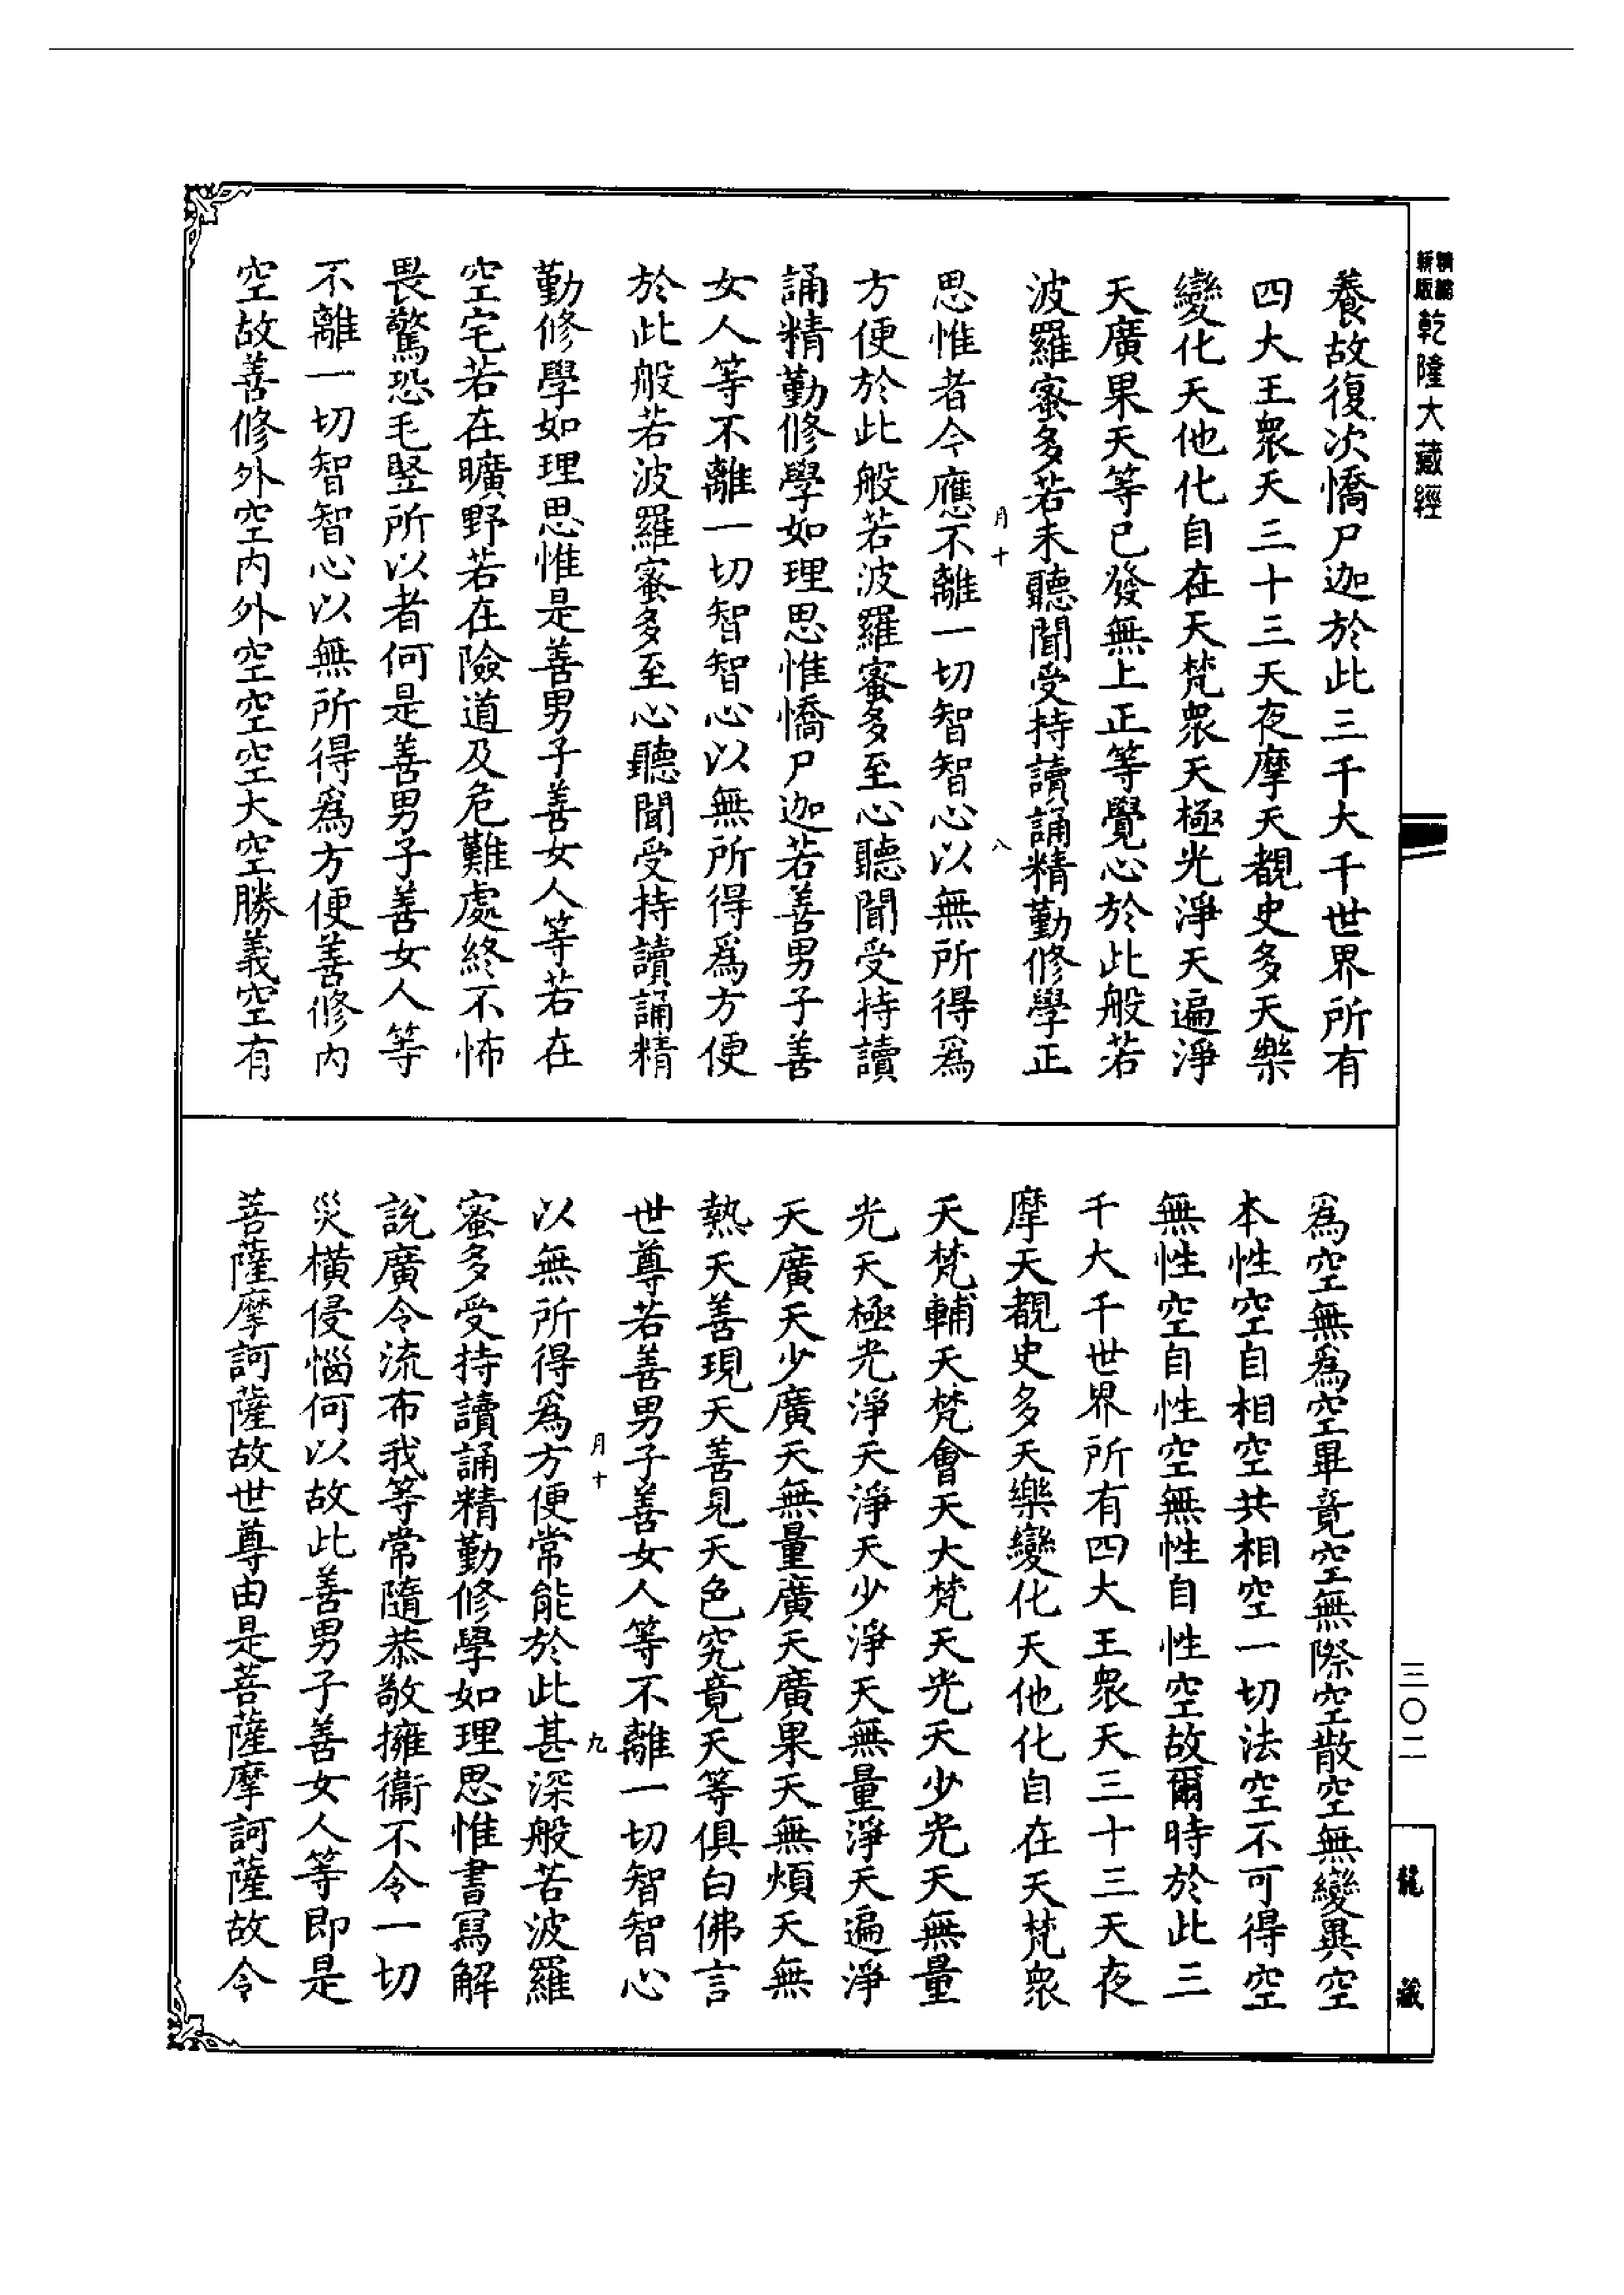 新版
精縮
乾隆大藏經
養故復次憍尸迦於此三千大千世界所有
四大王眾天三十三天夜摩天覩史多天樂
變化天他化自在天梵眾天極光淨天遍淨
天廣果天等已發無上正等覺心於此般若
波羅蜜多若未聽聞受持讀誦精勤修學正
月十
八
思惟者今應不離一切智智心以無所得爲
方便於此般若波羅蜜多至心聽聞受持讀
誦精勤修學如理思惟憍尸迦若善男子善
女人等不離一切智智心以無所得爲方便
於此般若波羅蜜多至心聽聞受持讀誦精
勤修學如理思惟是善男子善女人等若在
空宅若在曠野若在險道及危難處終不怖
畏驚恐毛竪所以者何是善男子善女人等
不離一切智智心以無所得爲方便善修內
空故善修外空內外空空空大空勝義空有
三〇二
龍藏
爲空無爲空畢竟空無際空散空無變異空
本性空自相空共相空一切法空不可得空
無性空自性空無性自性空故爾時於此三
千大千世界所有四大王眾天三十三天夜
摩天覩史多天樂變化天他化自在天梵眾
天梵輔天梵會天大梵天光天少光天無量
光天極光淨天淨天少淨天無量淨天遍淨
天廣天少廣天無量廣天廣果天無煩天無
熱天善現天善見天色究竟天等俱白佛言
世尊若善男子善女人等不離一切智智心
月十
九
以無所得爲方便常能於此甚深般若波羅
蜜多受持讀誦精勤修學如理思惟書寫解
說廣令流布我等常隨恭敬擁衞不令一切
災橫侵惱何以故此善男子善女人等即是
菩薩摩訶薩故世尊由是菩薩摩訶薩故令